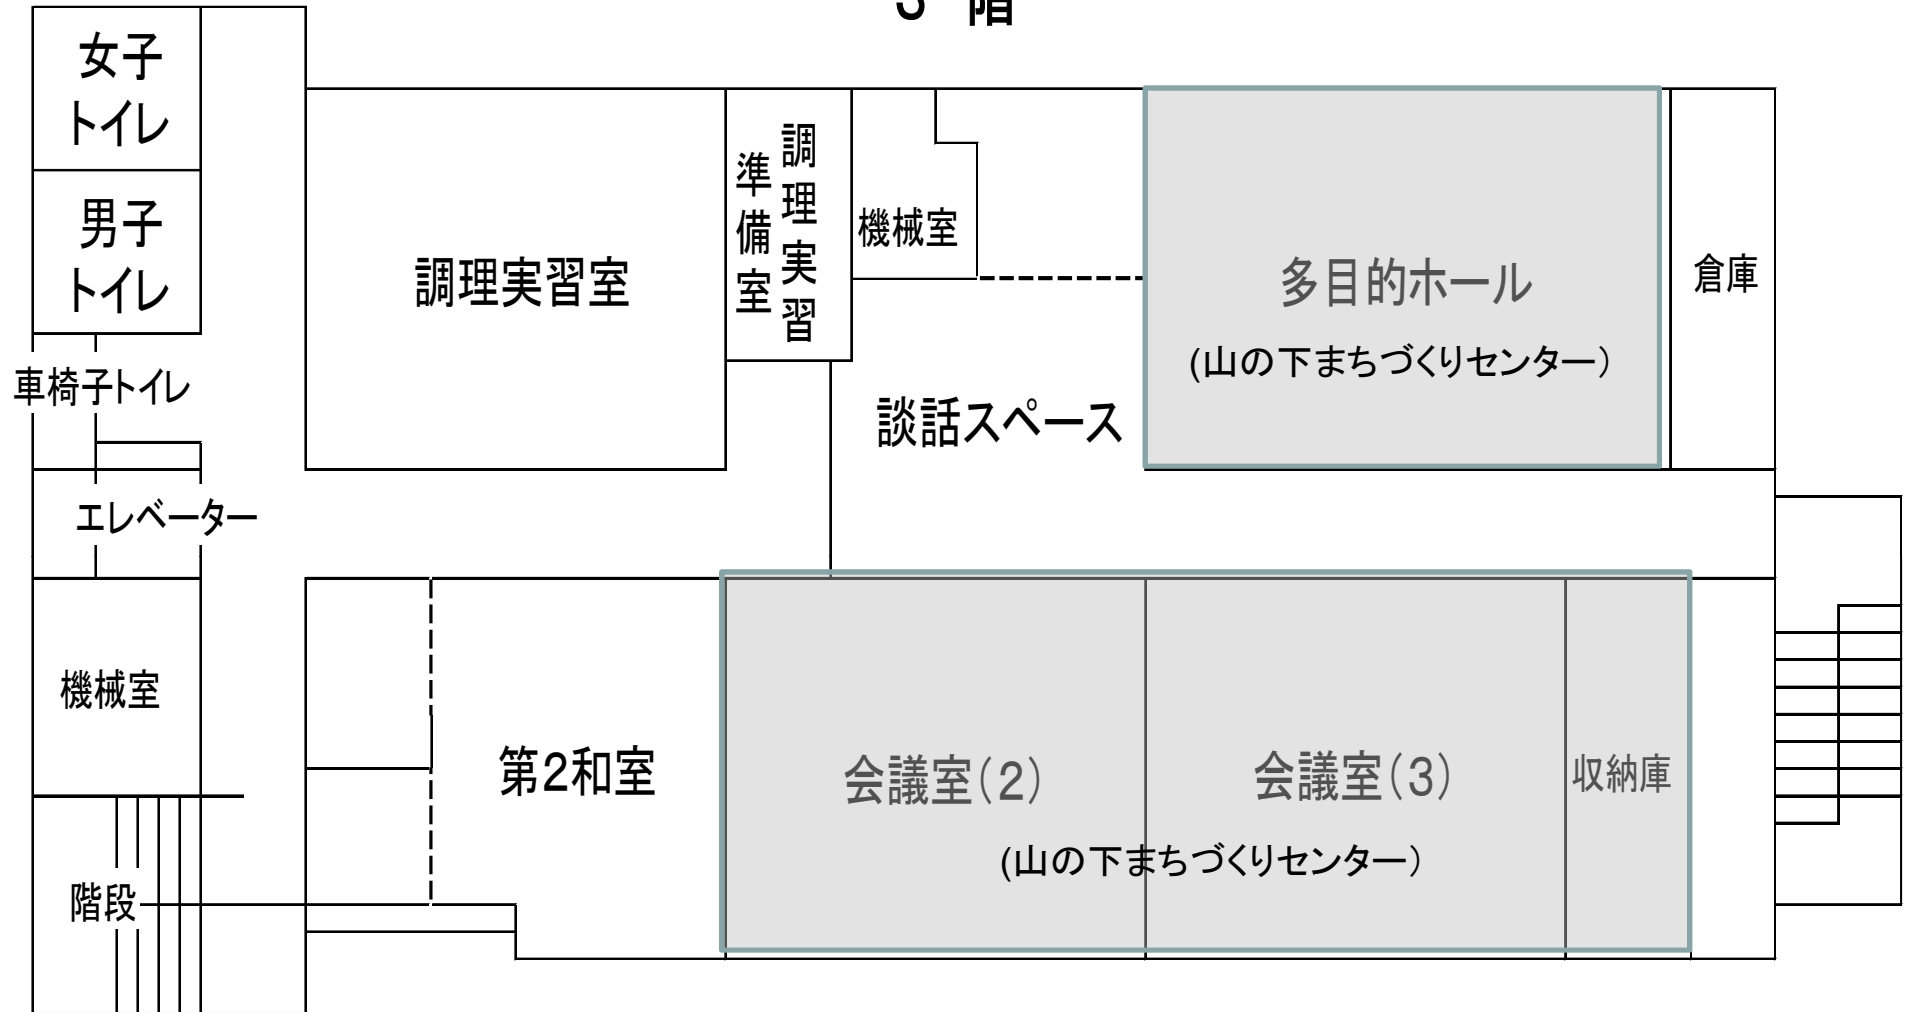 3 階
女子
トイレ
男子
トイレ
車椅子トイレ
エレベーター
機械室
階段
調理実習室
調理実習
準備室
機械室
談話スペース
多目的ホール
(山の下まちづくりセンター)
倉庫
第2和室
会議室(2)
会議室(3)
収納庫
(山の下まちづくりセンター)